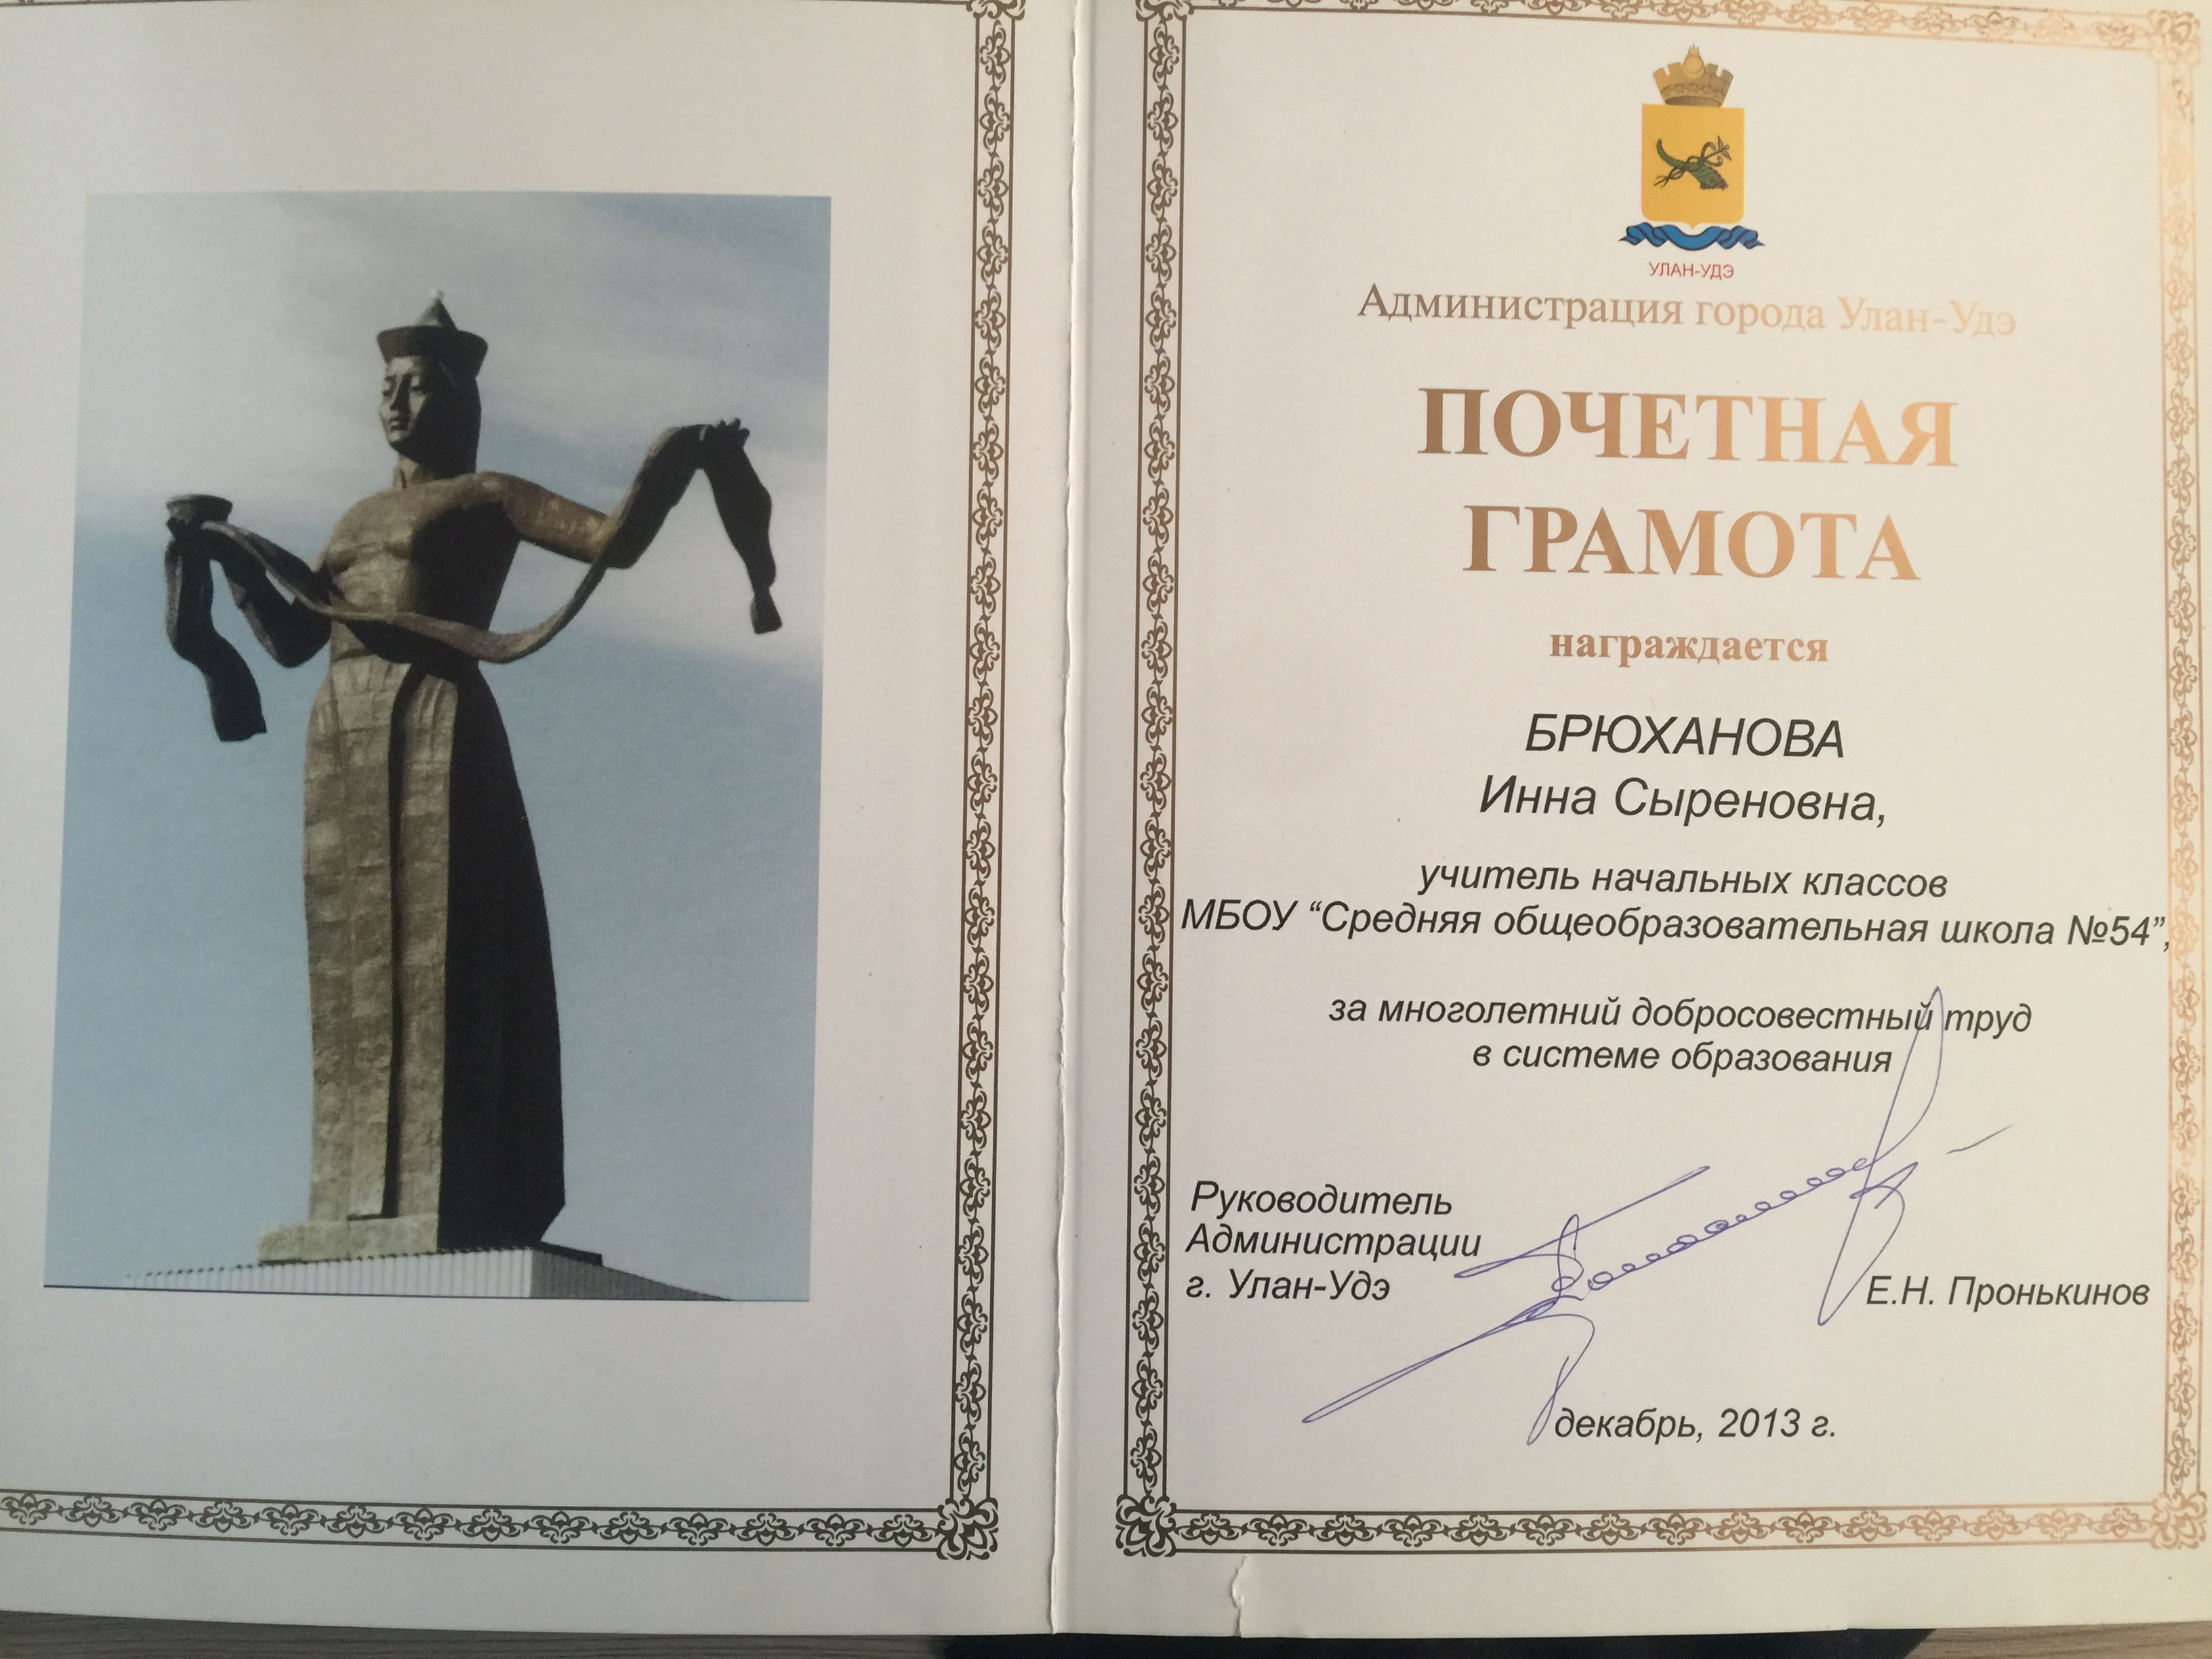 УЛАН-УДЭ
Администрация города Улан-Удэ
ПОЧЕТНАЯ
ГРАМОТА
награждается
БРЮХАНОВА
Инна Сыреновна,
учитель начальных классов
МБОУ “Средняя общеобразовательная школа №54”,
за многолетний добросовестный труд
в системе образования
Руководитель
Администрации
г. Улан-Удэ
Е.Н. Пронькинов
декабрь, 2013 г.